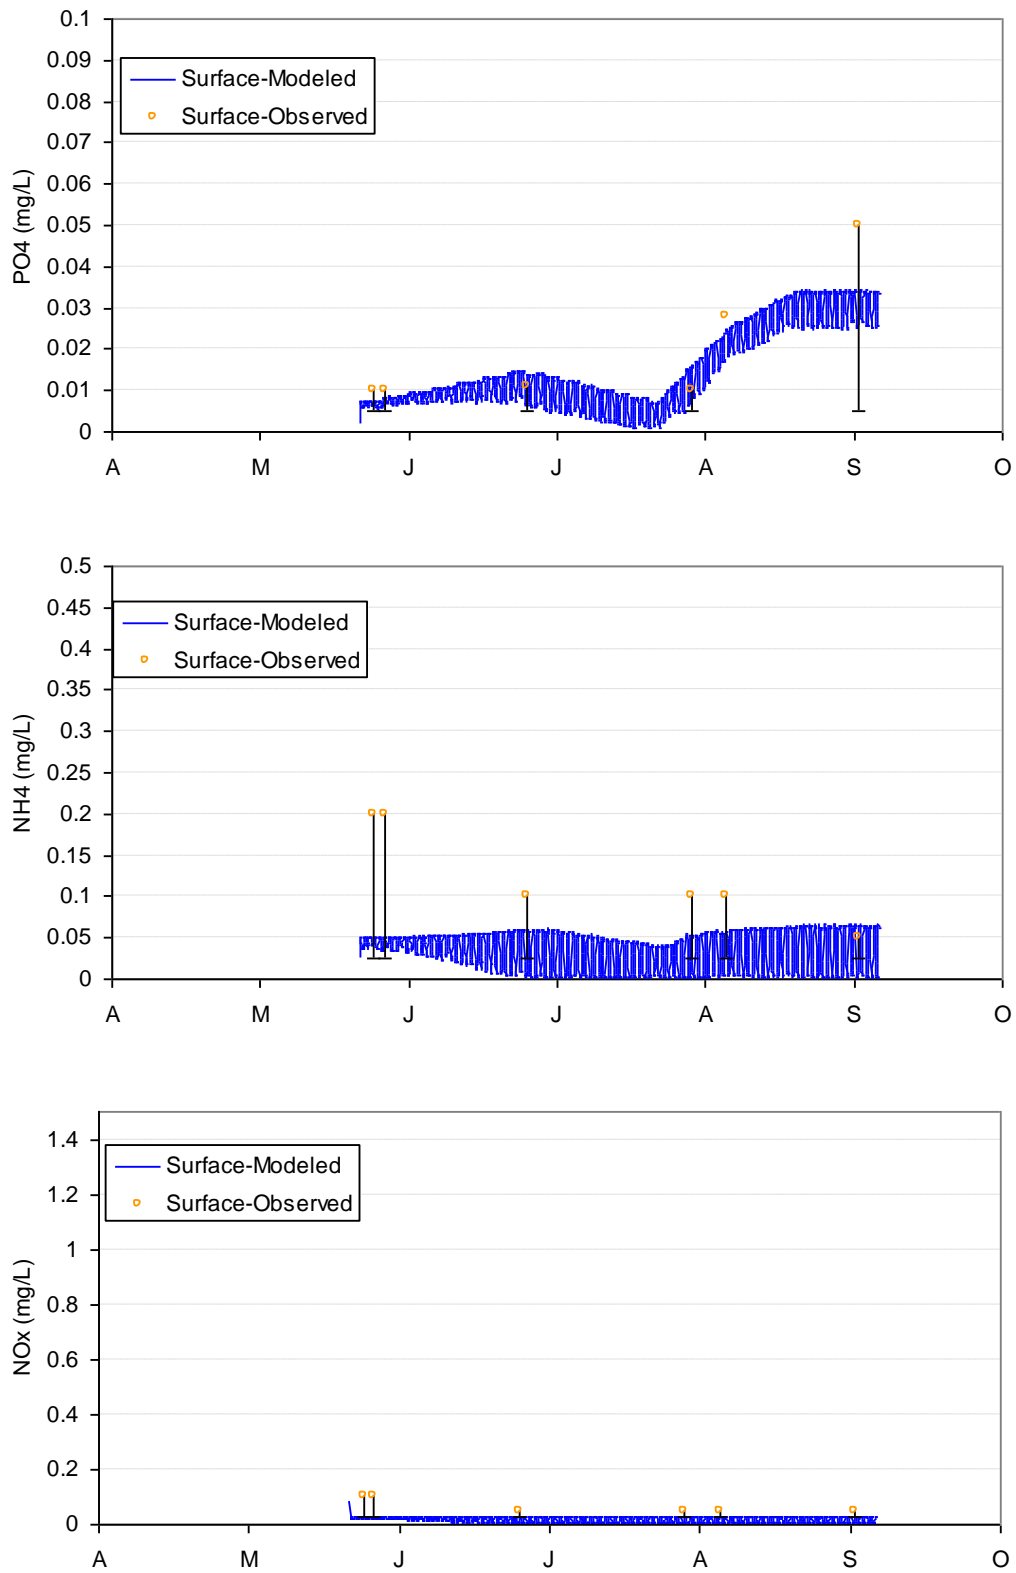 0.1
0.09
0.08
0.07
0.06
0.05
0.04
0.03
0.02
0.01
0
PO4 (mg/L)
Surface-Modeled
Surface-Observed
A M J J A S O
0.5
0.45
0.4
0.35
0.3
0.25
0.2
0.15
0.1
0.05
0
NH4 (mg/L)
Surface-Modeled
Surface-Observed
A M J J A S O
1.4
1.2
1
0.8
0.6
0.4
0.2
0
NOx (mg/L)
Surface-Modeled
Surface-Observed
A M J J A S O